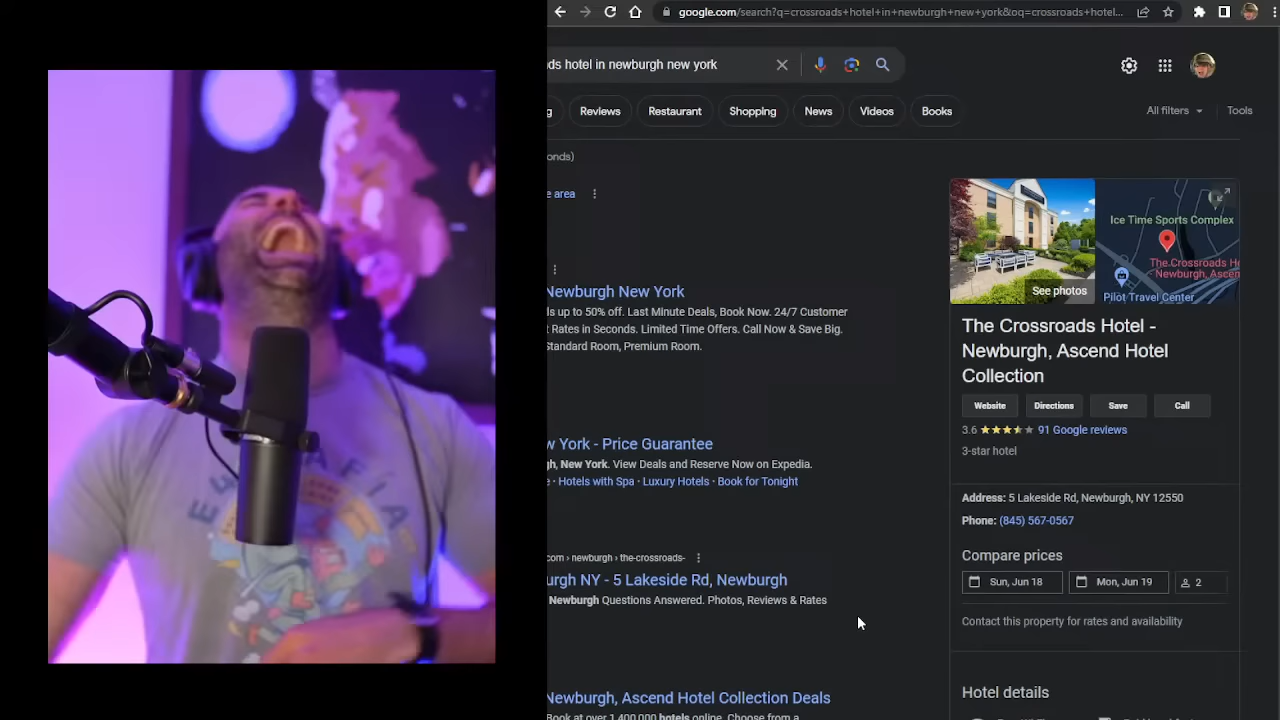 google.com/search?q=crossroads+hotel+in+newburgh+new+york&oq=crossroads+hotel...
ds hotel in newburgh new york
g
Reviews
Restaurant
Shopping
News
Videos
Books
All filters
Tools
onds)
e area
Newburgh New York
ls up to 50% off. Last Minute Deals, Book Now. 24/7 Customer
t Rates in Seconds. Limited Time Offers. Call Now & Save Big.
Standard Room, Premium Room.
w York - Price Guarantee
gh, New York. View Deals and Reserve Now on Expedia.
· Hotels with Spa · Luxury Hotels · Book for Tonight
com › newburgh › the-crossroads-
urgh NY - 5 Lakeside Rd, Newburgh
Newburgh Questions Answered. Photos, Reviews & Rates
Newburgh, Ascend Hotel Collection Deals
Book at over 1,400,000 hotels online. Choose from a
See photos
Ice Time Sports Complex
The Crossroads Ho
Newburgh, Ascen
Pilot Travel Center
The Crossroads Hotel -
Newburgh, Ascend Hotel
Collection
Website
Directions
Save
Call
3.6
91 Google reviews
3-star hotel
Address: 5 Lakeside Rd, Newburgh, NY 12550
Phone: (845) 567-0567
Compare prices
Sun, Jun 18
Mon, Jun 19
2
Contact this property for rates and availability
Hotel details